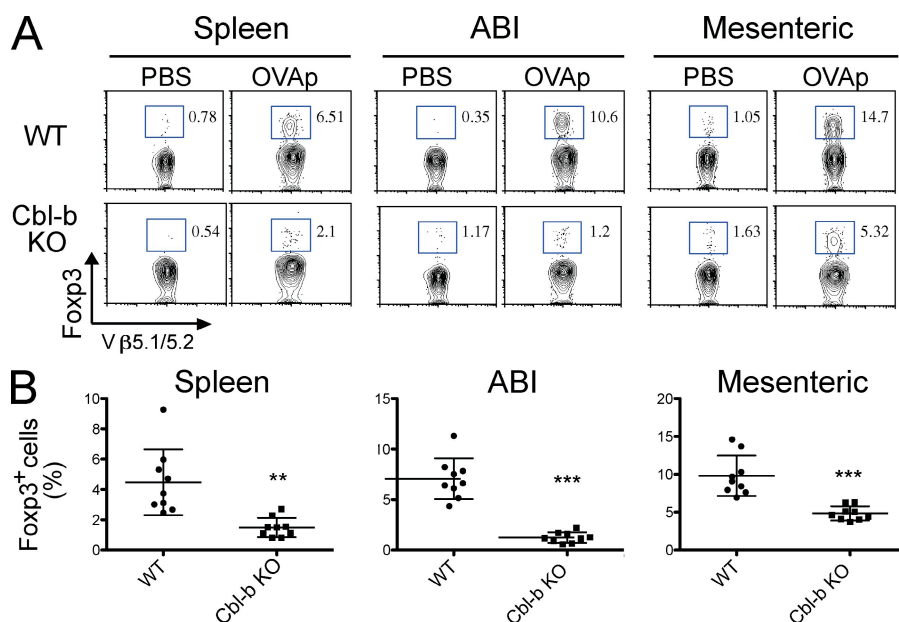 A
Spleen ABI Mesenteric
PBS OVAp PBS OVAp PBS OVAp
WT
0.78 6.51 0.35 10.6 1.05 14.7
Cbl-b
KO
0.54 2.1 1.17 1.2 1.63 5.32
Foxp3
V β5.1/5.2
B
Spleen ABI Mesenteric
Foxp3+ cells
(%)
10
8
6
4
2
0
**
WT Cbl-b KO
15
10
5
0
***
WT Cbl-b KO
20
15
10
5
0
***
WT Cbl-b KO